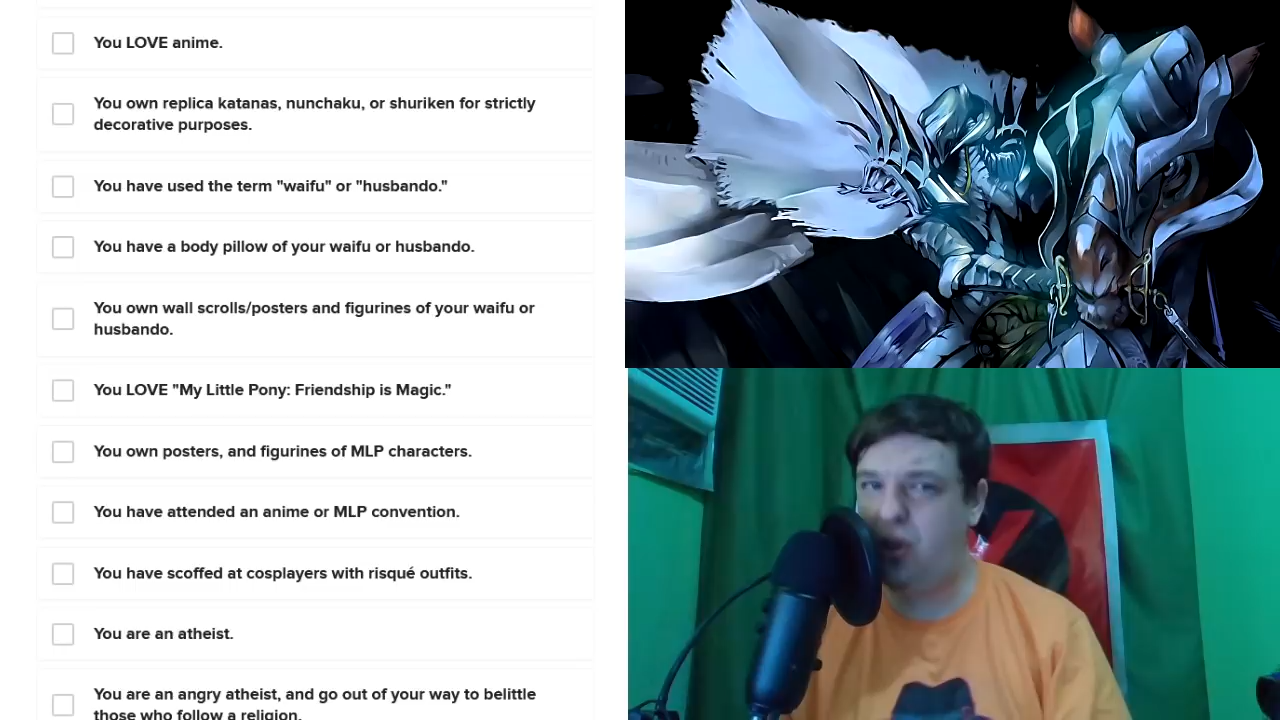 You LOVE anime.
You own replica katanas, nunchaku, or shuriken for strictly
decorative purposes.
You have used the term "waifu" or "husbando."
You have a body pillow of your waifu or husbando.
You own wall scrolls/posters and figurines of your waifu or
husbando.
You LOVE "My Little Pony: Friendship is Magic."
You own posters, and figurines of MLP characters.
You have attended an anime or MLP convention.
You have scoffed at cosplayers with risqué outfits.
You are an atheist.
You are an angry atheist, and go out of your way to belittle
those who follow a religion.